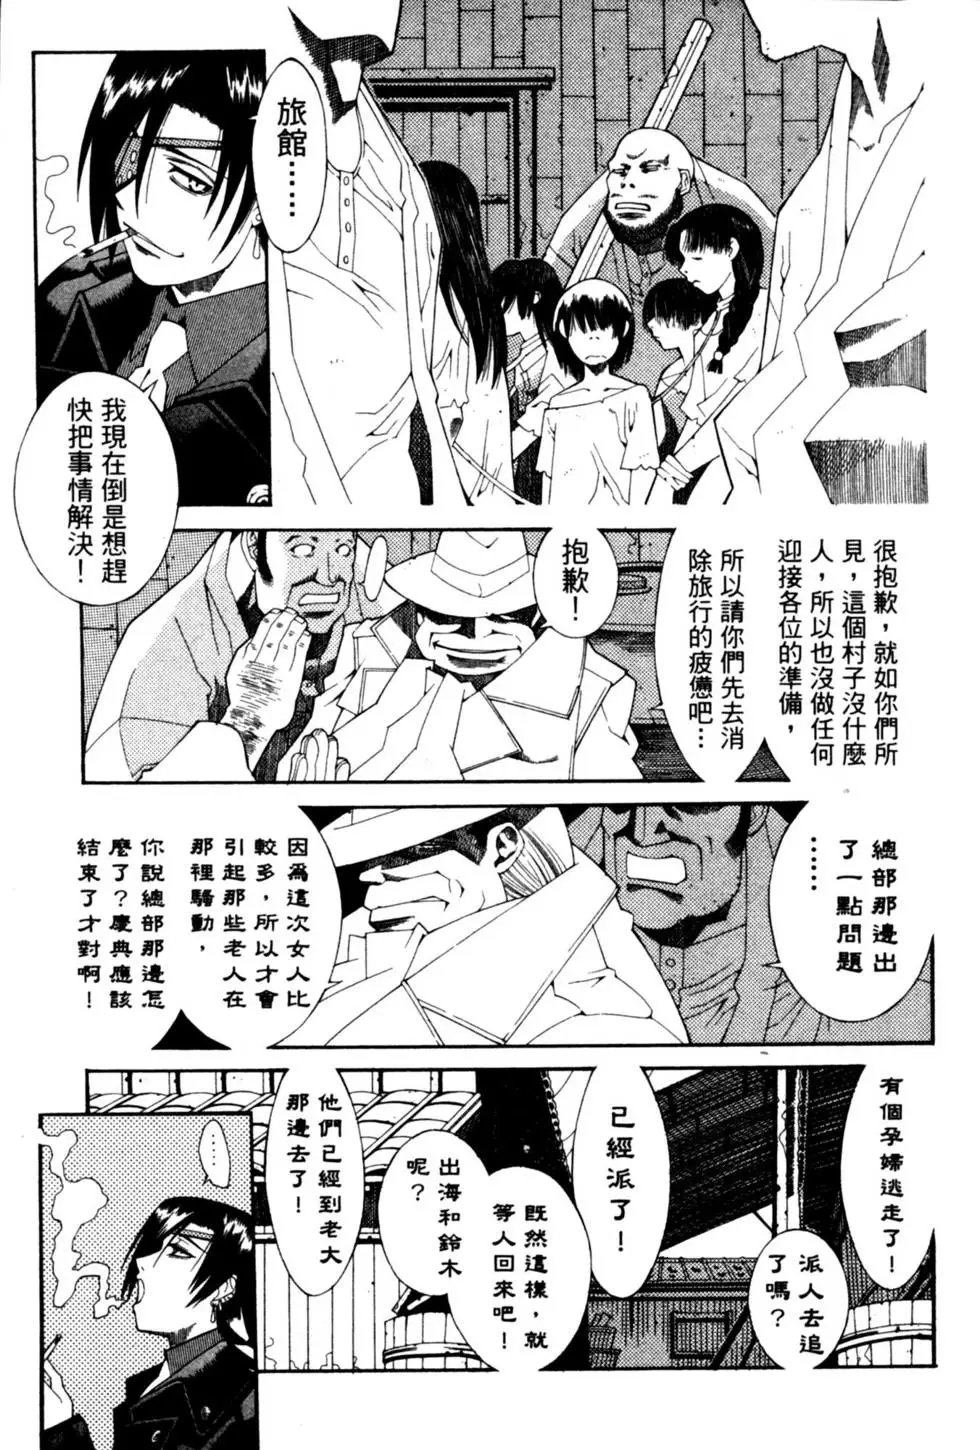 旅館……
我現在倒是想趕
快把事情解決！
很抱歉，就如你們所
見，這個村子沒什麼
人，所以也沒做任何
迎接各位的準備，
所以請你們先去消
除旅行的疲憊吧…
抱歉！
…
總部那邊出
了一點問題
……
因為這次女人比
較多，所以才會
引起那些老人在
那裡騷動，
你說總部那邊怎
麼了？慶典應該
結束了才對啊！
有個孕婦逃走了！
派人去追
了嗎？
已經派了！
既然這樣，就
等人回來吧！
出海和鈴木
呢？
他們已經到老大
那邊去了！
…